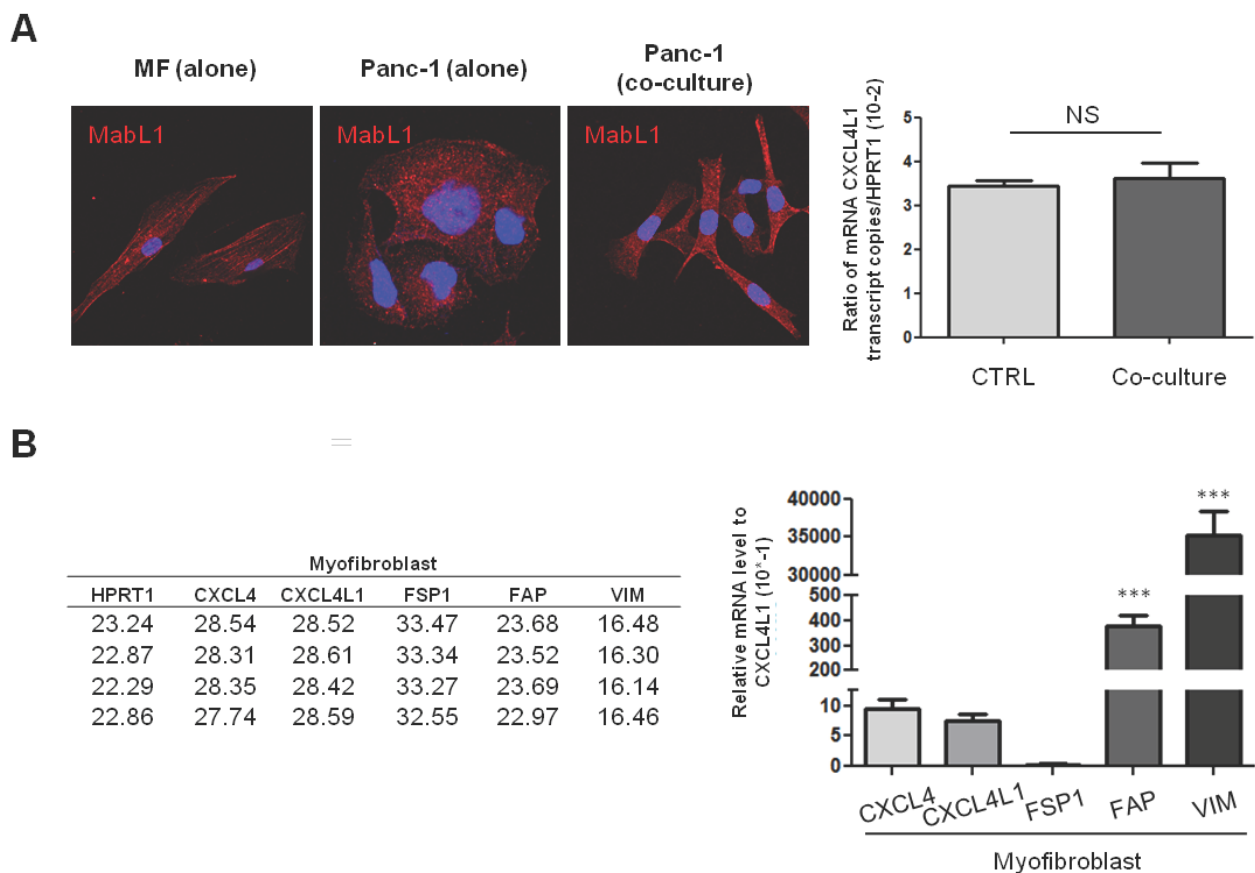 A
MF (alone)
Panc-1 (alone)
Panc-1
(co-culture)
MabL1
MabL1
MabL1
Ratio of mRNA CXCL4L1
transcript copies/HPRT1 (10-2)
5
4
3
2
1
0
NS
CTRL
Co-culture
B
=
Myofibroblast
HPRT1 CXCL4 CXCL4L1 FSP1 FAP VIM
23.24 28.54 28.52 33.47 23.68 16.48
22.87 28.31 28.61 33.34 23.52 16.30
22.29 28.35 28.42 33.27 23.69 16.14
22.86 27.74 28.59 32.55 22.97 16.46
Relative mRNA level to
CXCL4L1 (10*-1)
40000
35000
30000
500
400
300
200
10
5
0
***
***
CXCL4
CXCL4L1
FSP1
FAP
VIM
Myofibroblast